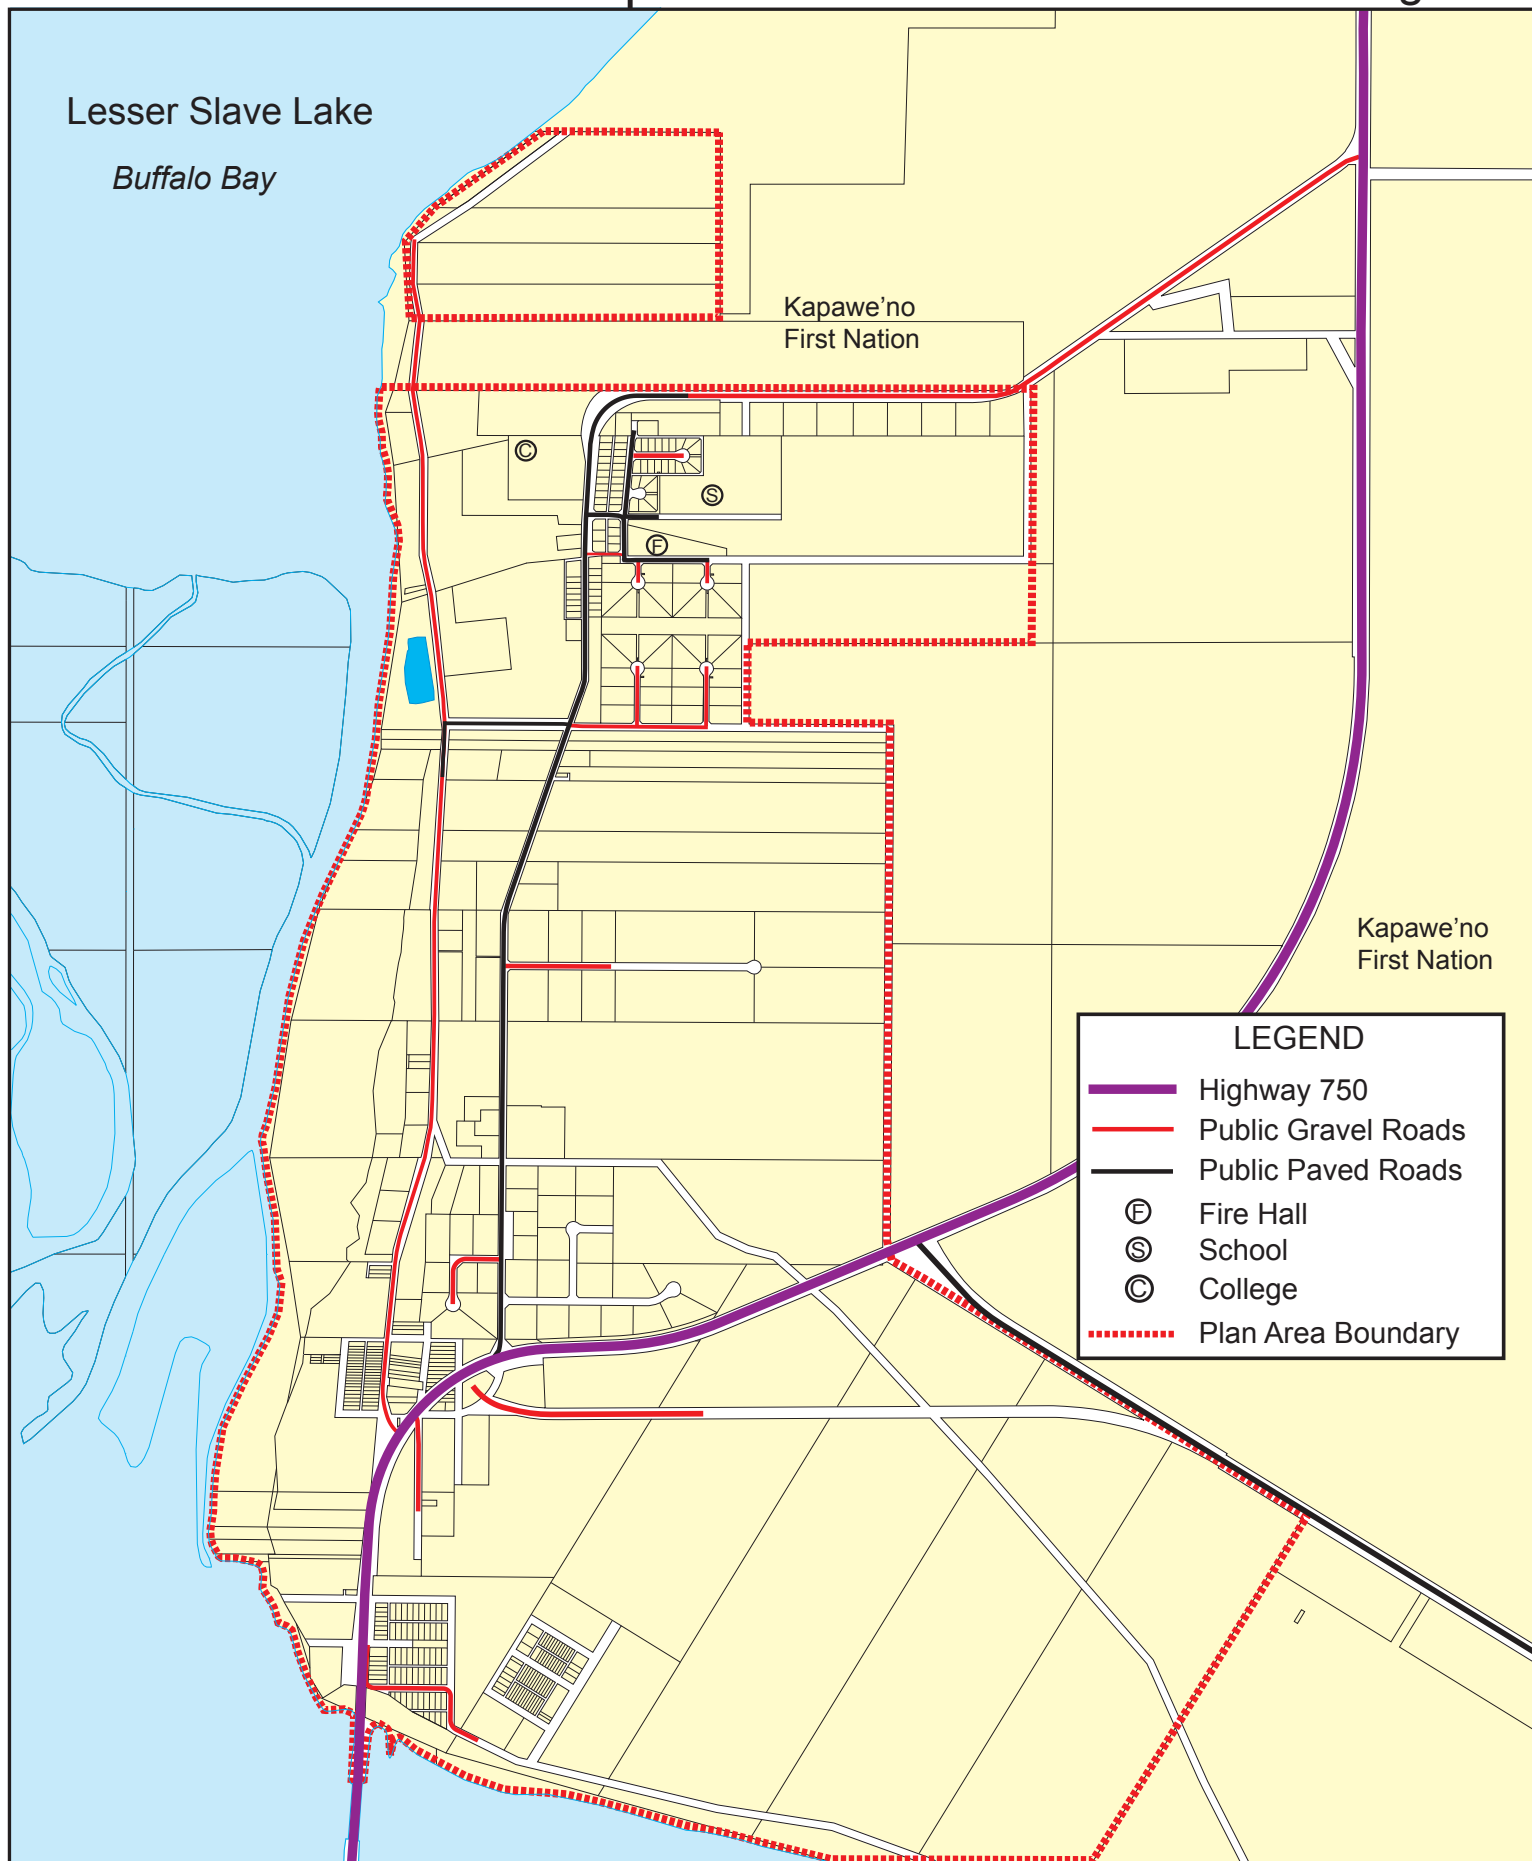 Lesser Slave Lake
Buffalo Bay
Kapawe'no
First Nation
C
S
F
Kapawe'no
First Nation
LEGEND
Highway 750
Public Gravel Roads
Public Paved Roads
F Fire Hall
S School
C College
Plan Area Boundary